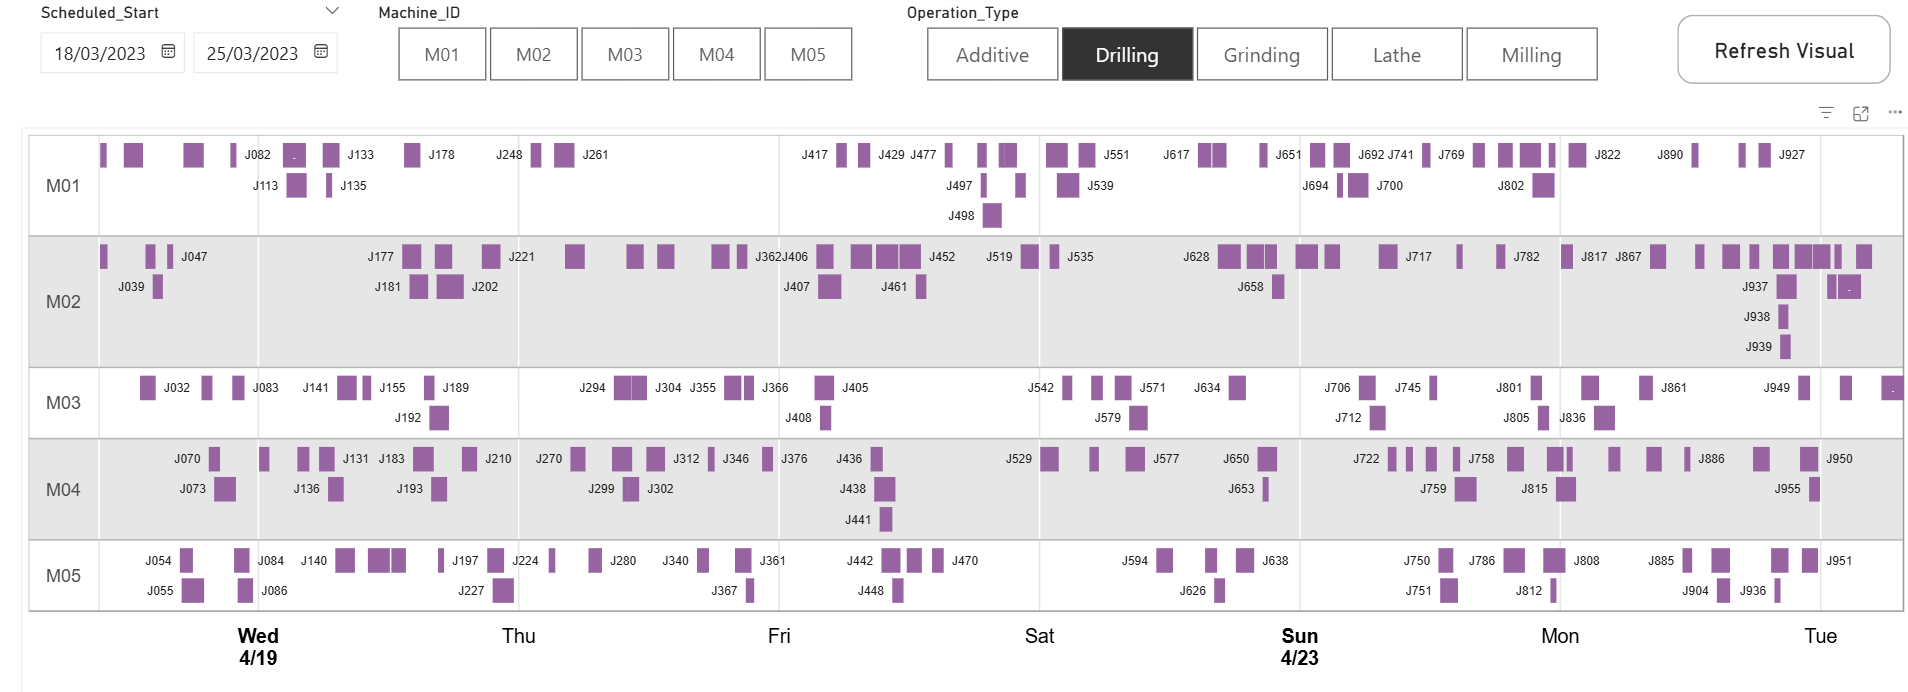 Scheduled_Start
18/03/2023 25/03/2023
Machine_ID
M01 M02 M03 M04 M05
Operation_Type
Additive Drilling Grinding Lathe Milling
Refresh Visual
M01
J082 J133 J178 J248 J261 J417 J429 J477 J551 J617 J651 J692 J741 J769 J822 J890 J927
J113 J135 J497 J539 J694 J700 J802
J498
M02
J047 J177 J221 J362 J406 J452 J519 J535 J628 J717 J782 J817 J867
J039 J181 J202 J407 J461 J658 J937
J938
J939
M03
J032 J083 J141 J155 J189 J294 J304 J355 J366 J405 J542 J571 J634 J706 J745 J801 J861 J949
J192 J408 J579 J712 J805 J836
M04
J070 J131 J183 J210 J270 J312 J346 J376 J436 J529 J577 J650 J722 J758 J886 J950
J073 J136 J193 J299 J302 J438 J653 J759 J815 J955
J441
M05
J054 J084 J140 J197 J224 J280 J340 J361 J442 J470 J594 J638 J750 J786 J808 J885 J951
J055 J086 J227 J367 J448 J626 J751 J812 J904 J936
Wed Thu Fri Sat Sun Mon Tue
4/19 4/23